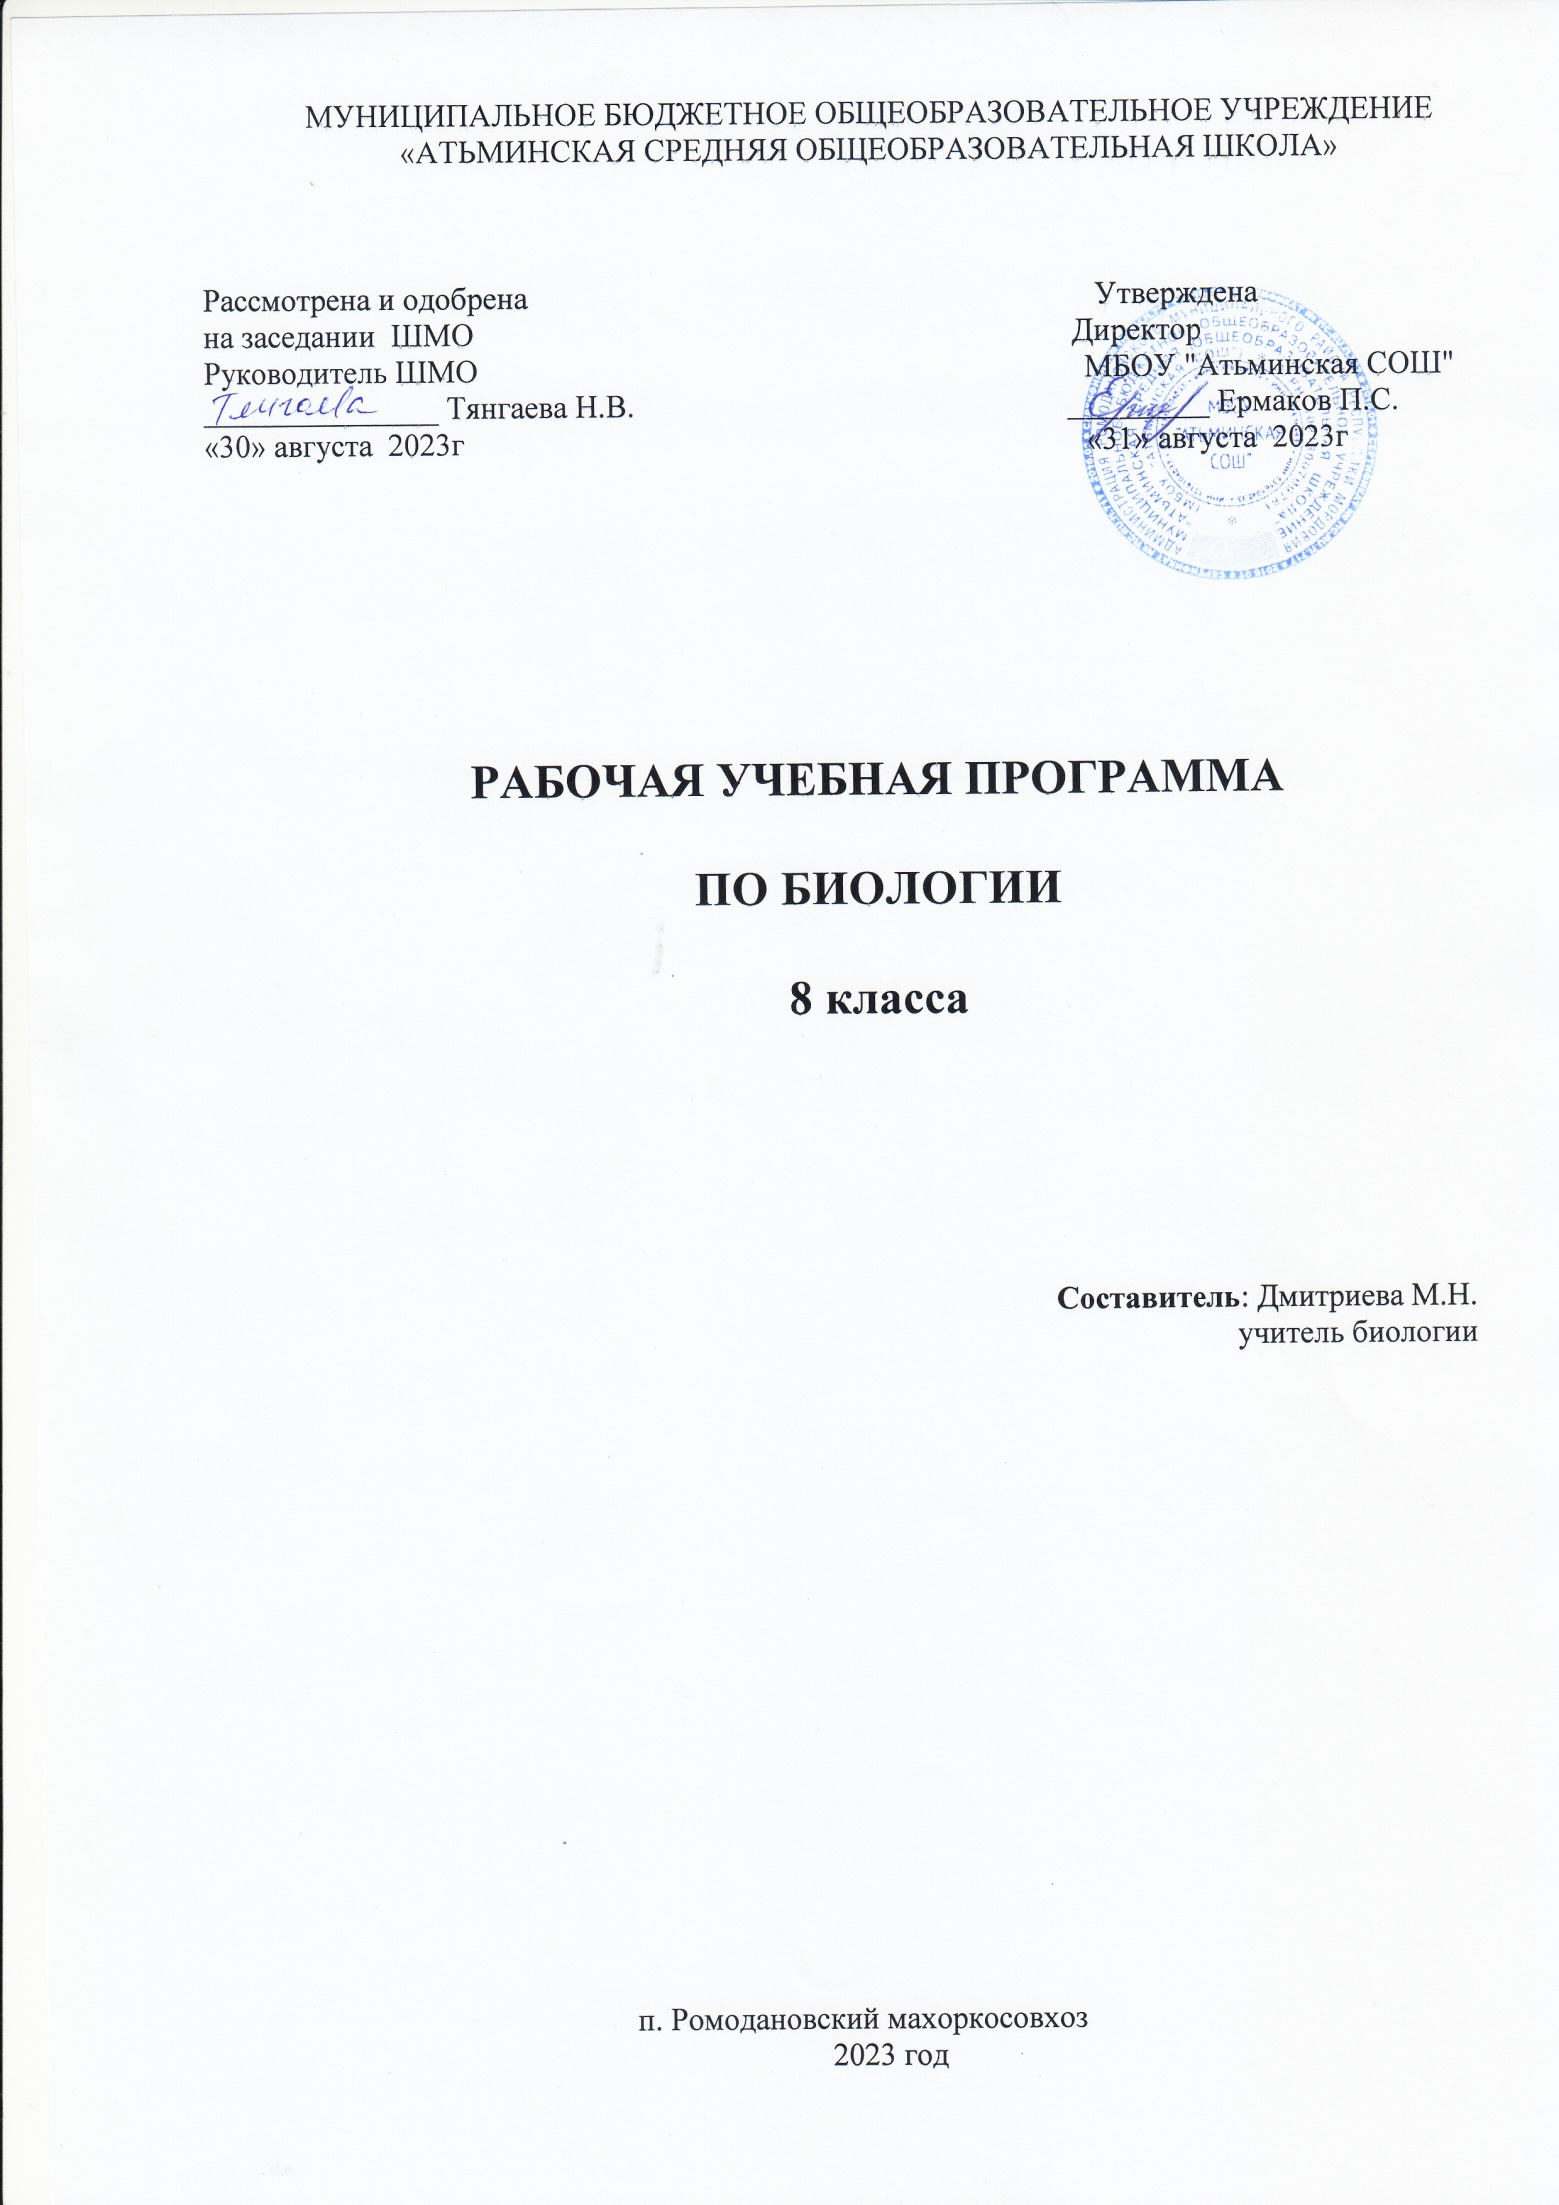 МУНИЦИПАЛЬНОЕ БЮДЖЕТНОЕ ОБЩЕОБРАЗОВАТЕЛЬНОЕ УЧРЕЖДЕНИЕ
«АТЬМИНСКАЯ СРЕДНЯЯ ОБЩЕОБРАЗОВАТЕЛЬНАЯ ШКОЛА»
Рассмотрена и одобрена
на заседании ШМО
Руководитель ШМО
Тянгаева Н.В.
«30» августа 2023г
Утверждена
Директор
МБОУ "Атьминская СОШ"
Ермаков П.С.
«31» августа 2023г
"АТЬМИНСКАЯ
СОШ"
РАБОЧАЯ УЧЕБНАЯ ПРОГРАММА
ПО БИОЛОГИИ
8 класса
Составитель: Дмитриева М.Н.
учитель биологии
п. Ромодановский махоркосовхоз
2023 год